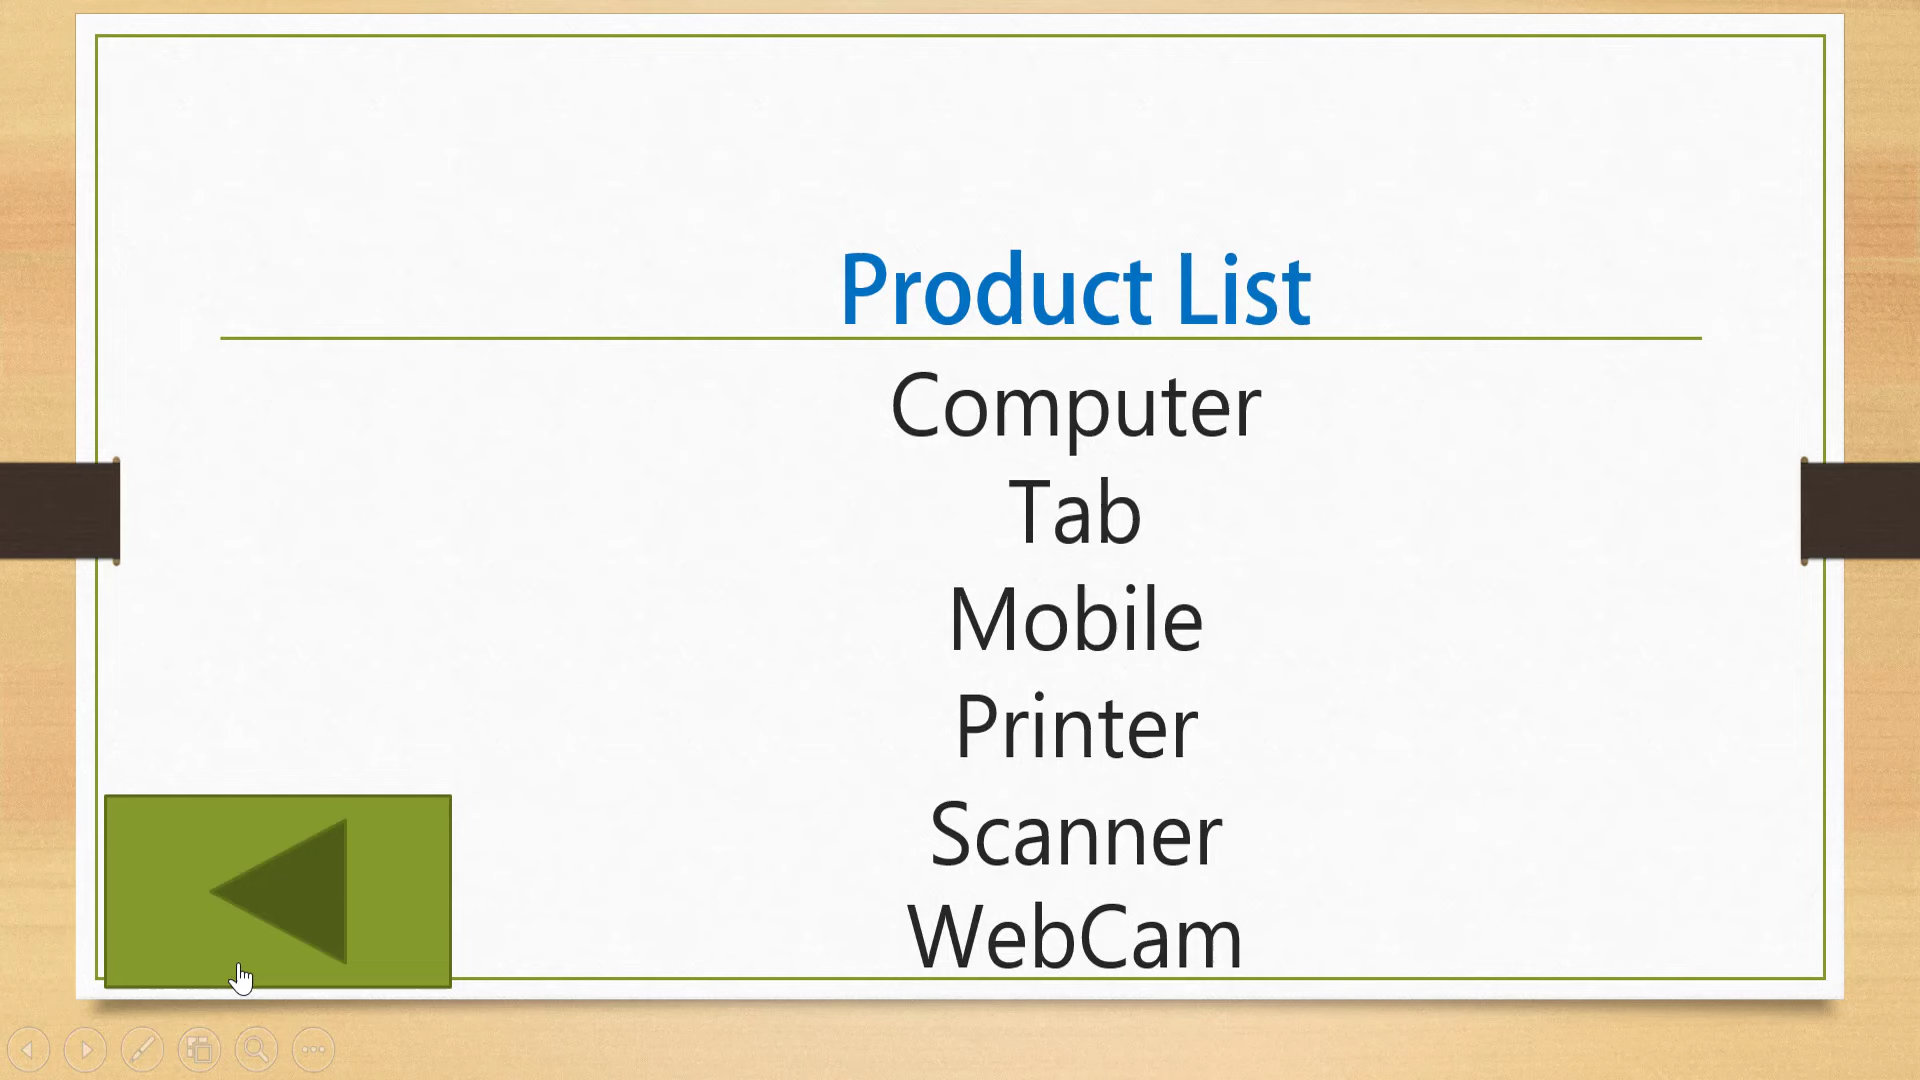 Product List
Computer
Tab
Mobile
Printer
Scanner
WebCam